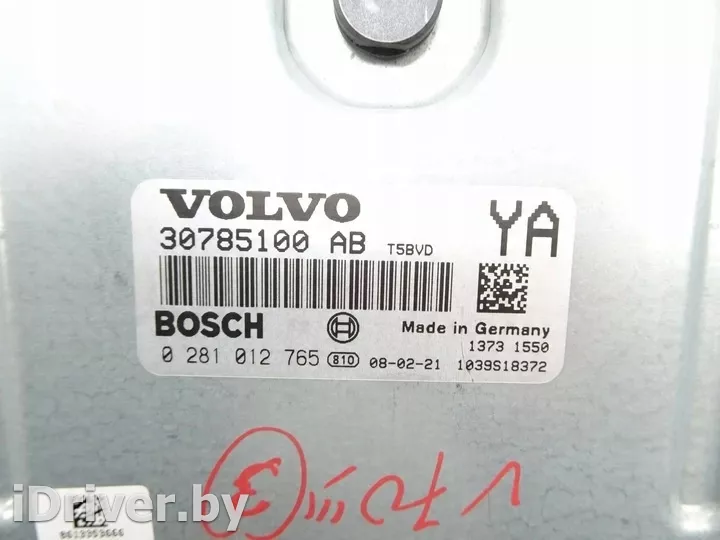 VOLVO
30785100 AB T5BVD
YA
BOSCH
Made in Germany
1373 1550
0 281 012 765 810 08-02-21 1039S18372
iDriver.by
8613353666